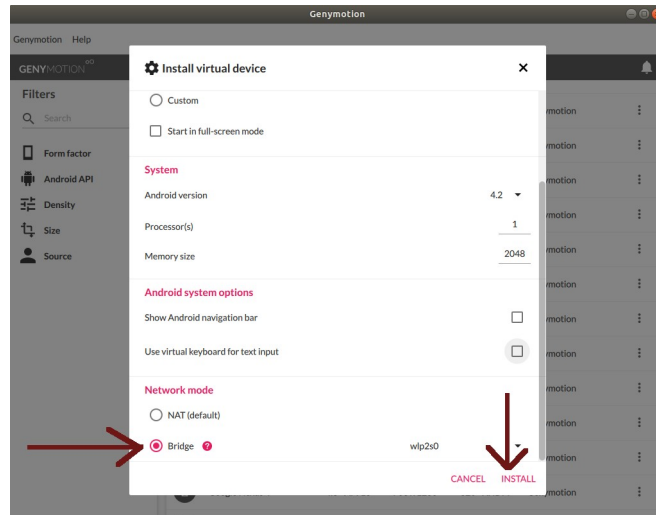 Genymotion
Genymotion Help
GENYMOTION
Filters
Search
Form factor
Android API
Density
Size
Source
Install virtual device
Custom
Start in full-screen mode
System
Android version 4.2
Processor(s) 1
Memory size 2048
Android system options
Show Android navigation bar
Use virtual keyboard for text input
Network mode
NAT (default)
Bridge ? wlp2s0
CANCEL INSTALL
ymotion
ymotion
ymotion
ymotion
ymotion
ymotion
ymotion
ymotion
ymotion
ymotion
ymotion
ymotion